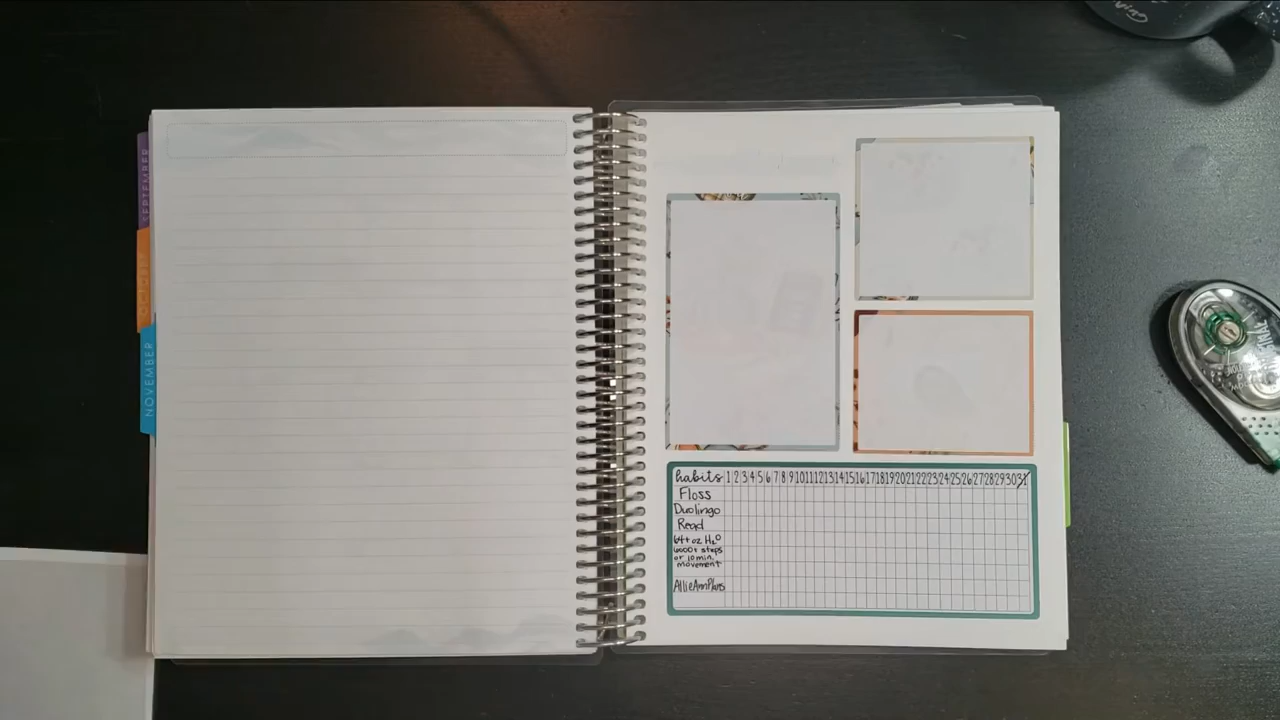 SEPTEMBER
OCTOBER
NOVEMBER
habits 1 2 3 4 5 6 7 8 9 10 11 12 13 14 15 16 17 18 19 20 21 22 23 24 25 26 27 28 29 30 31
Floss
Duolingo
Read
64+ oz H2O
6000+ steps
or 10 min.
movement
AllieAnnPlans